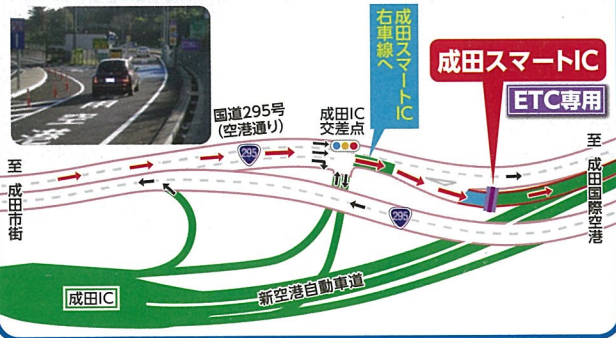 成田スマートIC
右車線へ
成田スマートIC
ETC専用
国道295号
(空港通り)
成田IC
交差点
295
至 成田市街
至 成田国際空港
295
新空港自動車道
成田IC